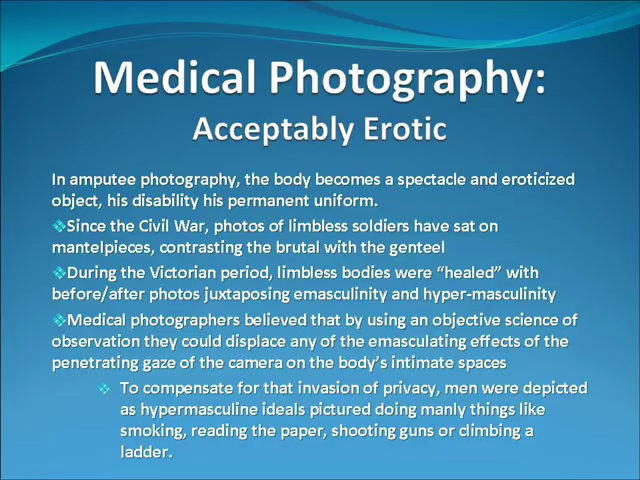 Medical Photography:
Acceptably Erotic
In amputee photography, the body becomes a spectacle and eroticized
object, his disability his permanent uniform.
❖Since the Civil War, photos of limbless soldiers have sat on
mantelpieces, contrasting the brutal with the genteel
❖During the Victorian period, limbless bodies were “healed” with
before/after photos juxtaposing emasculinity and hyper-masculinity
❖Medical photographers believed that by using an objective science of
observation they could displace any of the emasculating effects of the
penetrating gaze of the camera on the body’s intimate spaces
❖ To compensate for that invasion of privacy, men were depicted
as hypermasculine ideals pictured doing manly things like
smoking, reading the paper, shooting guns or climbing a
ladder.